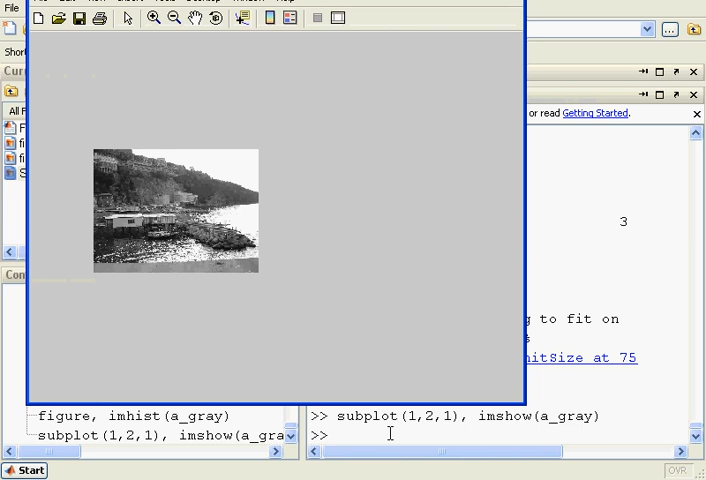 File
Short
Curr
or read Getting Started.
All F
F
fi
fi
S
3
g to fit on
nitSize at 75
Com
figure, imhist(a_gray)
subplot(1,2,1), imshow(a_gra
>> subplot(1,2,1), imshow(a_gray)
>>
Start
OVR